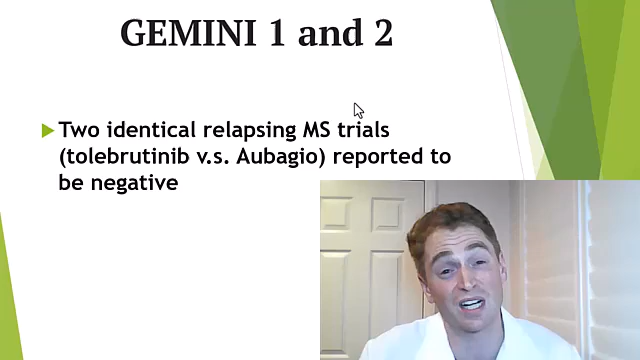 GEMINI 1 and 2
Two identical relapsing MS trials
(tolebrutinib v.s. Aubagio) reported to
be negative